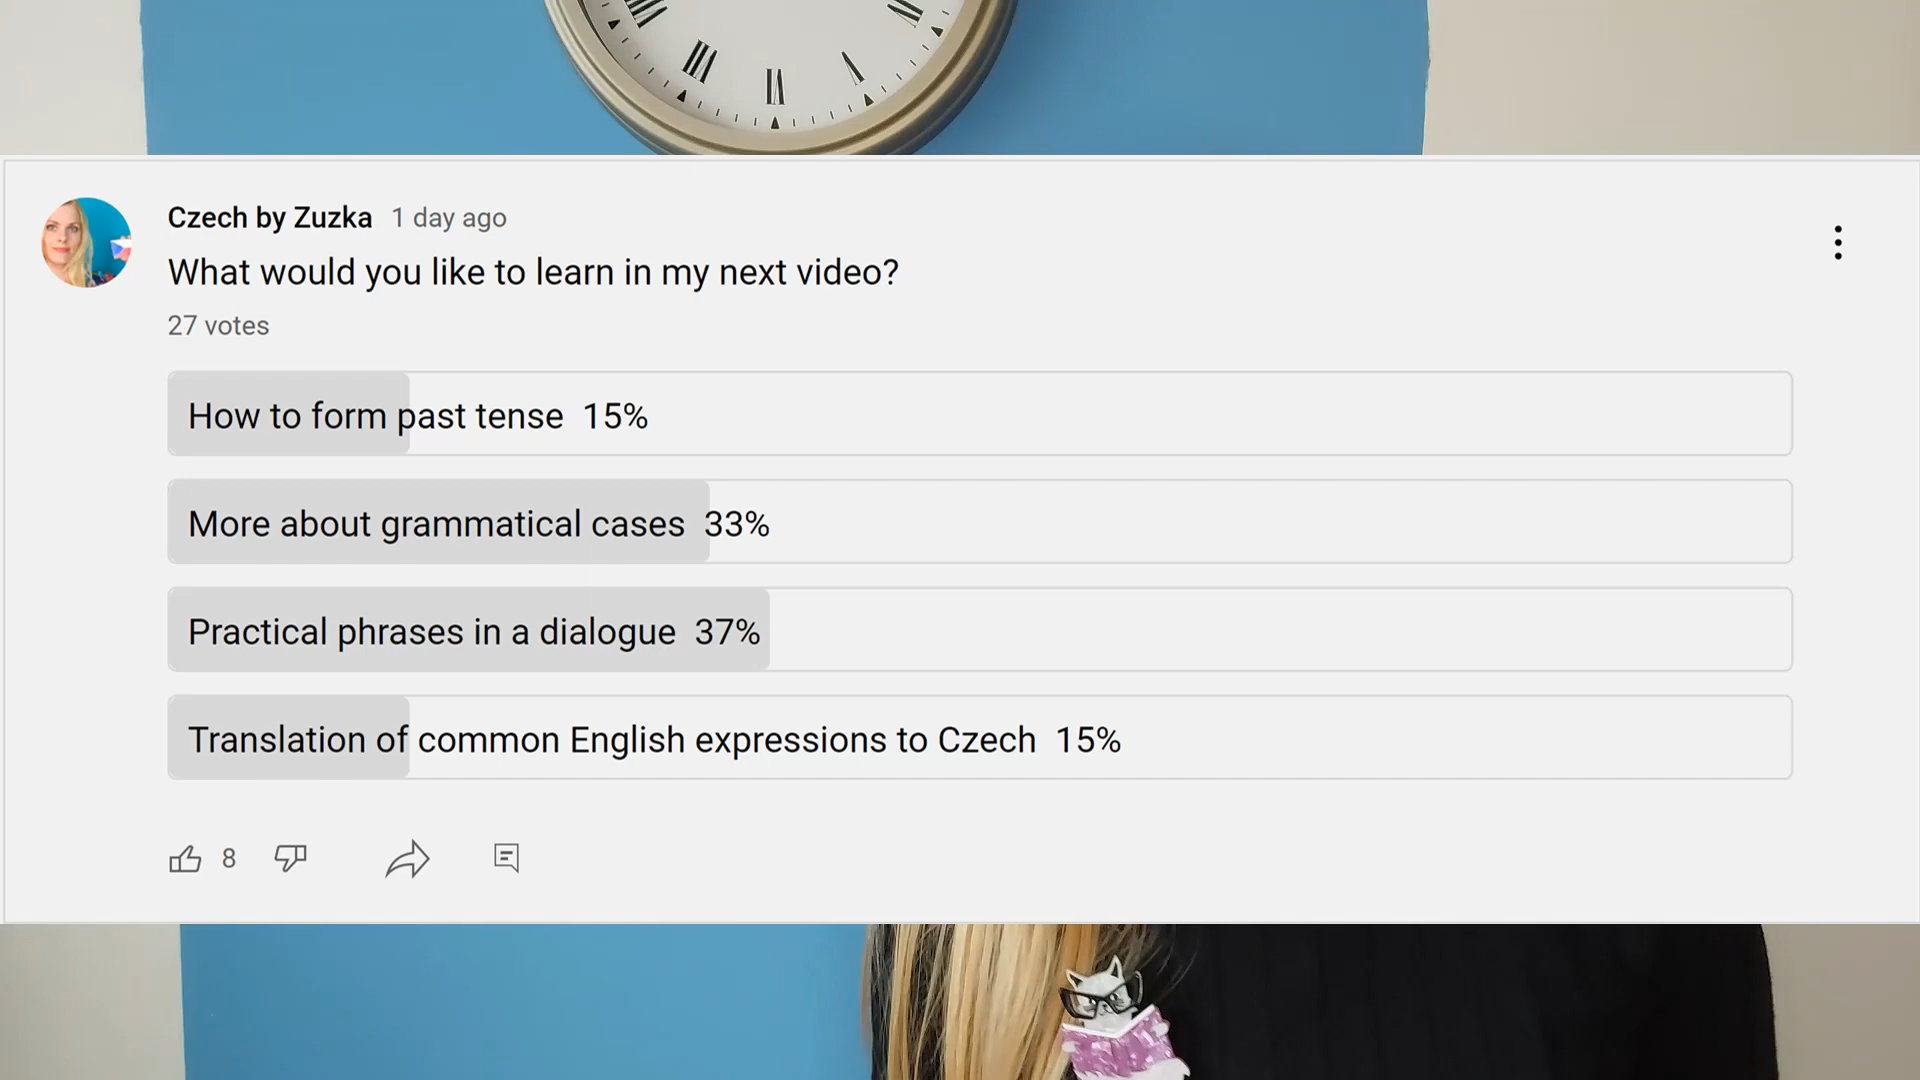 Czech by Zuzka 1 day ago
What would you like to learn in my next video?
27 votes
How to form past tense 15%
More about grammatical cases 33%
Practical phrases in a dialogue 37%
Translation of common English expressions to Czech 15%
8